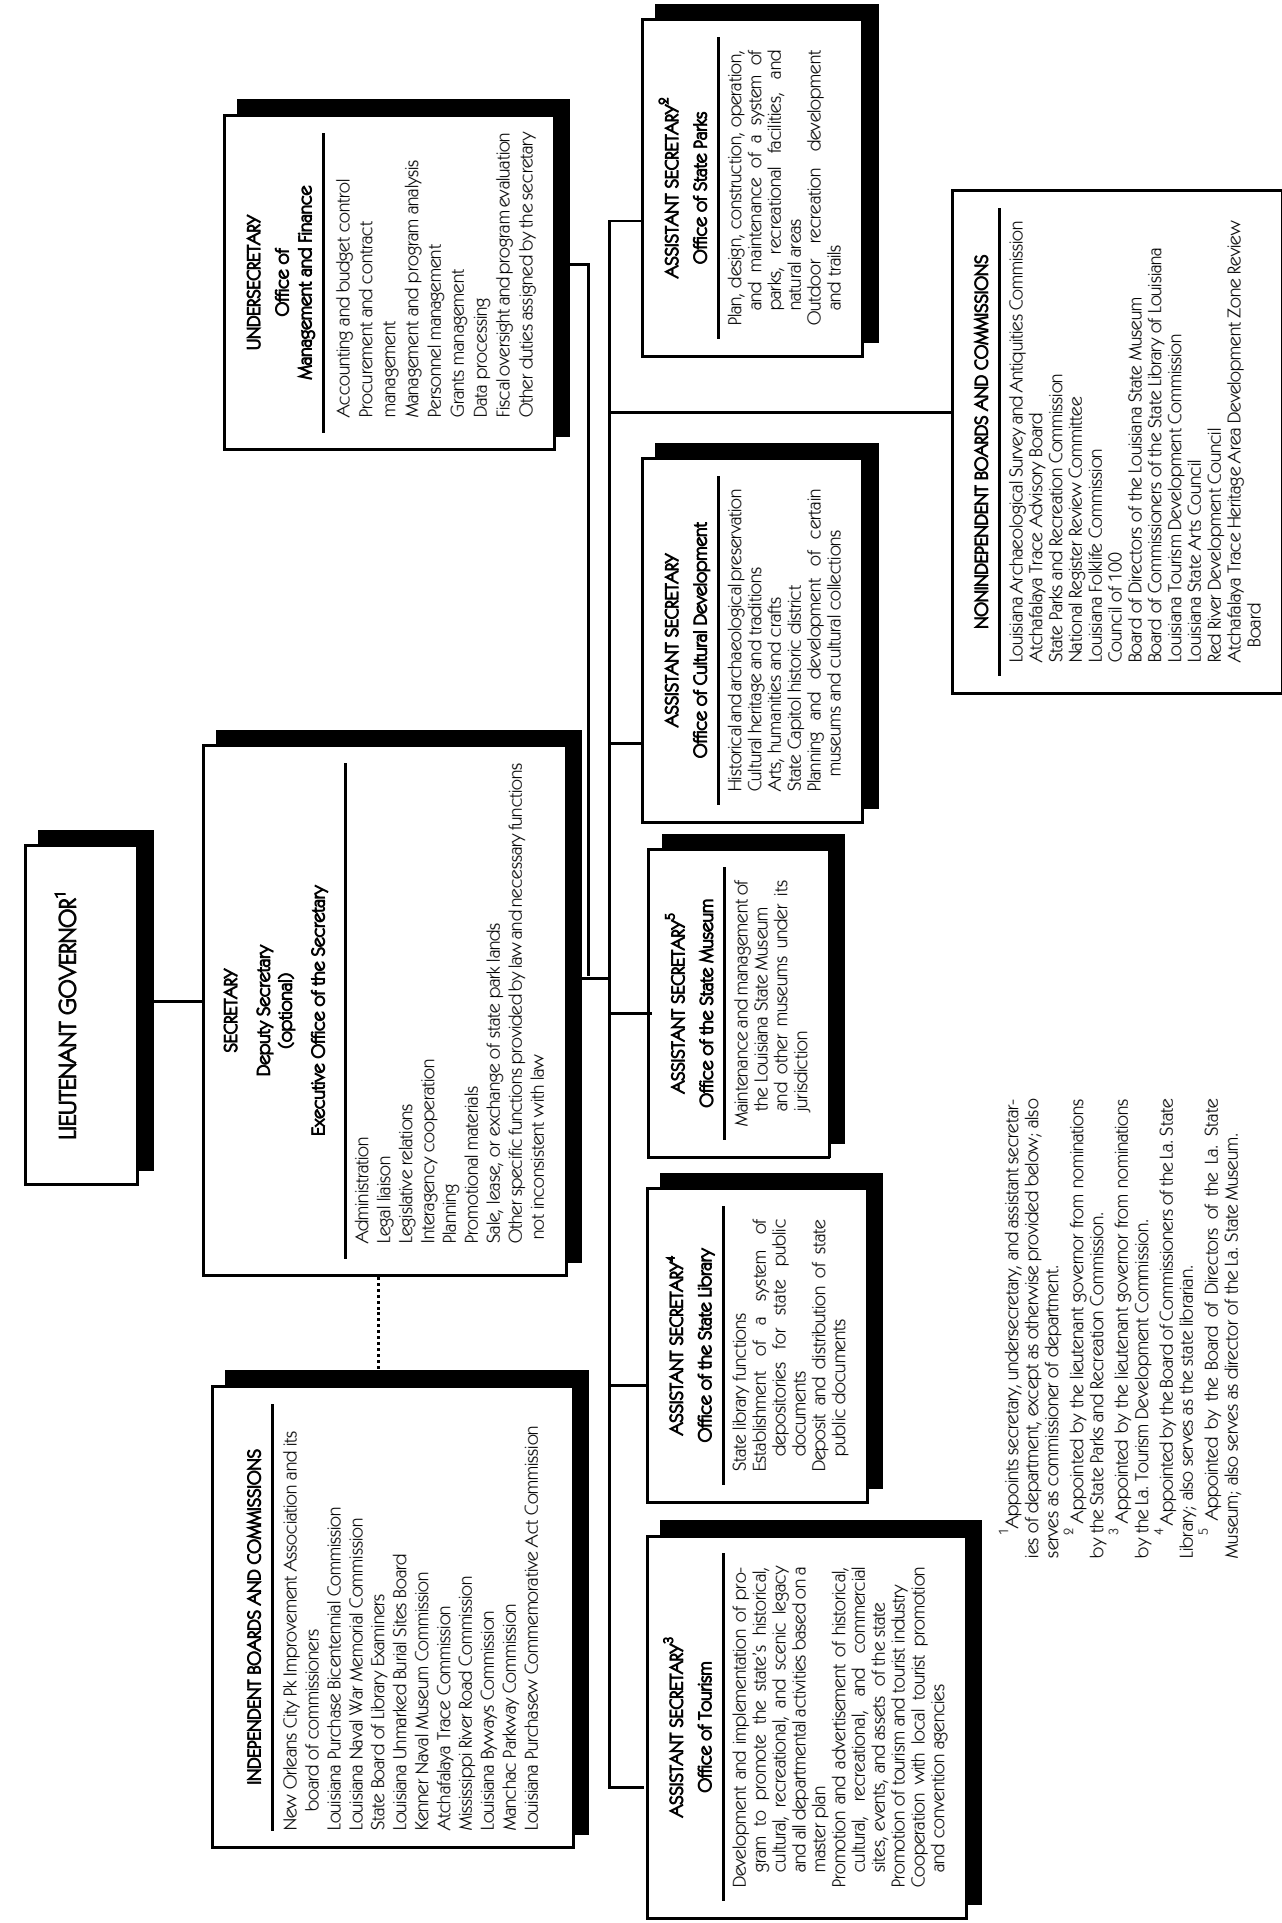 LIEUTENANT GOVERNOR¹
SECRETARY
Deputy Secretary
(optional)
Executive Office of the Secretary
Administration
Legal liaison
Legislative relations
Interagency cooperation
Planning
Promotional materials
Sale, lease, or exchange of state park lands
Other specific functions provided by law and necessary functions
not inconsistent with law
UNDERSECRETARY
Office of
Management and Finance
Accounting and budget control
Procurement and contract
management
Management and program analysis
Personnel management
Grants management
Data processing
Fiscal oversight and program evaluation
Other duties assigned by the secretary
INDEPENDENT BOARDS AND COMMISSIONS
New Orleans City Pk Improvement Association and its
board of commissioners
Louisiana Purchase Bicentennial Commission
Louisiana Naval War Memorial Commission
State Board of Library Examiners
Louisiana Unmarked Burial Sites Board
Kenner Naval Museum Commission
Atchafalaya Trace Commission
Mississippi River Road Commission
Louisiana Byways Commission
Manchac Parkway Commission
Louisiana Purchasew Commemorative Act Commission
ASSISTANT SECRETARY³
Office of Tourism
Development and implementation of pro-
gram to promote the state's historical,
cultural, recreational, and scenic legacy
and all departmental activities based on a
master plan
Promotion and advertisement of historical,
cultural, recreational, and commercial
sites, events, and assets of the state
Promotion of tourism and tourist industry
Cooperation with local tourist promotion
and convention agencies
ASSISTANT SECRETARY⁴
Office of the State Library
State library functions
Establishment of a system of
depositories for state public
documents
Deposit and distribution of state
public documents
ASSISTANT SECRETARY⁵
Office of the State Museum
Maintenance and management of
the Louisiana State Museum
and other museums under its
jurisdiction
ASSISTANT SECRETARY
Office of Cultural Development
Historical and archaeological preservation
Cultural heritage and traditions
Arts, humanities and crafts
State Capitol historic district
Planning and development of certain
museums and cultural collections
ASSISTANT SECRETARY²
Office of State Parks
Plan, design, construction, operation,
and maintenance of a system of
parks, recreational facilities, and
natural areas
Outdoor recreation development
and trails
NONINDEPENDENT BOARDS AND COMMISSIONS
Louisiana Archaeological Survey and Antiquities Commission
Atchafalaya Trace Advisory Board
State Parks and Recreation Commission
National Register Review Committee
Louisiana Folklife Commission
Council of 100
Board of Directors of the Louisiana State Museum
Board of Commissioners of the State Library of Louisiana
Louisiana Tourism Development Commission
Louisiana State Arts Council
Red River Development Council
Atchafalaya Trace Heritage Area Development Zone Review
Board
¹ Appoints secretary, undersecretary, and assistant secretar-
ies of department, except as otherwise provided below; also
serves as commissioner of department.
² Appointed by the lieutenant governor from nominations
by the State Parks and Recreation Commission.
³ Appointed by the lieutenant governor from nominations
by the La. Tourism Development Commission.
⁴ Appointed by the Board of Commissioners of the La. State
Library; also serves as the state librarian.
⁵ Appointed by the Board of Directors of the La. State
Museum; also serves as director of the La. State Museum.